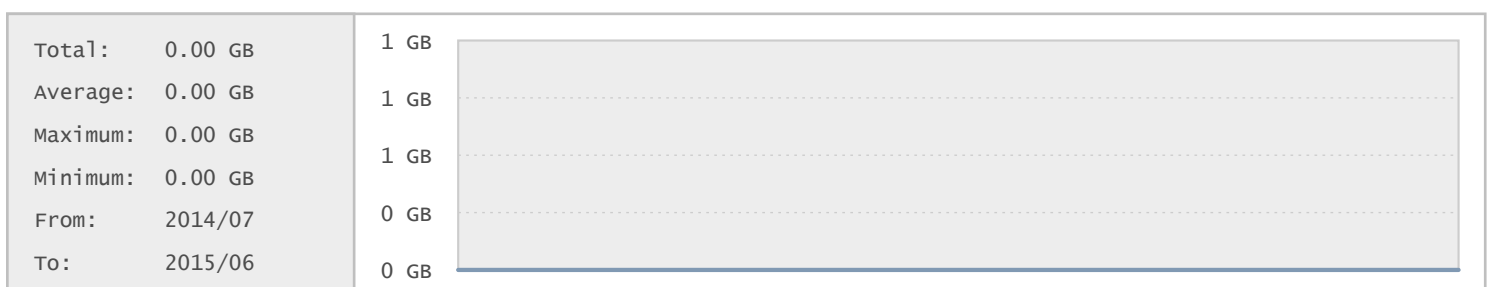 Total: 0.00 GB
Average: 0.00 GB
Maximum: 0.00 GB
Minimum: 0.00 GB
From: 2014/07
To: 2015/06
1 GB
1 GB
1 GB
0 GB
0 GB